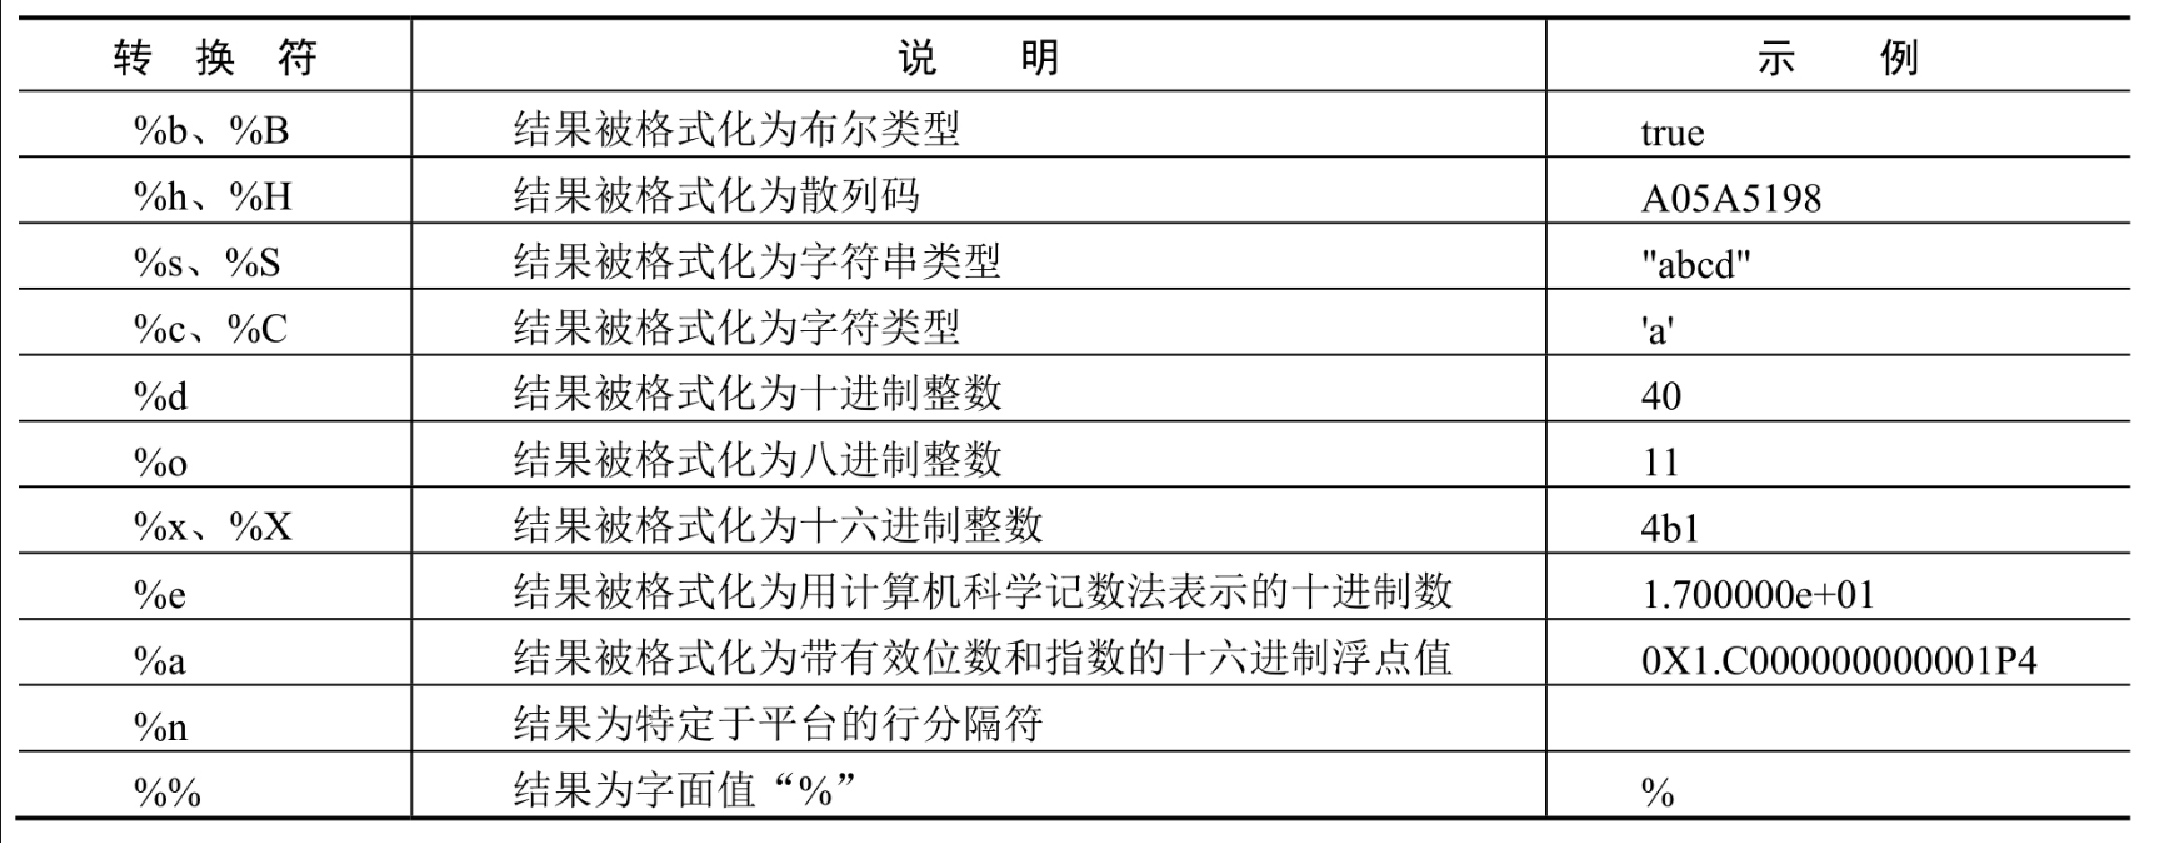 转 换 符 说 明 示 例
%b、%B 结果被格式化为布尔类型 true
%h、%H 结果被格式化为散列码 A05A5198
%s、%S 结果被格式化为字符串类型 "abcd"
%c、%C 结果被格式化为字符类型 'a'
%d 结果被格式化为十进制整数 40
%o 结果被格式化为八进制整数 11
%x、%X 结果被格式化为十六进制整数 4b1
%e 结果被格式化为用计算机科学记数法表示的十进制数 1.700000e+01
%a 结果被格式化为带有效位数和指数的十六进制浮点值 0X1.C000000000001P4
%n 结果为特定于平台的行分隔符
%% 结果为字面值“%” %